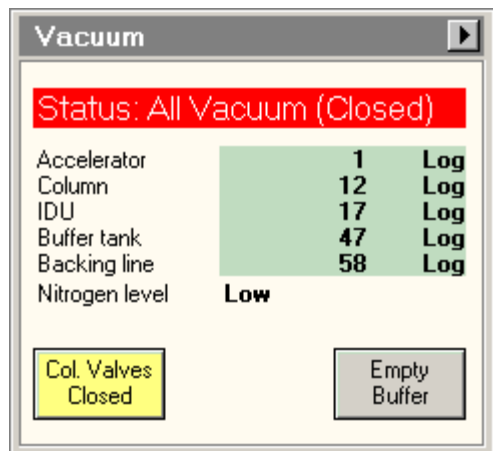 Vacuum
Status: All Vacuum (Closed)
Accelerator 1 Log
Column 12 Log
IDU 17 Log
Buffer tank 47 Log
Backing line 58 Log
Nitrogen level Low
Col. Valves
Closed
Empty
Buffer